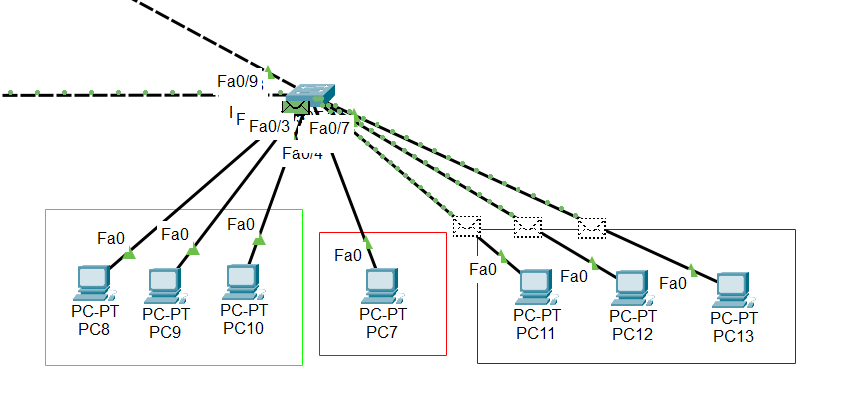 Fa0/9
F
Fa0/3
Fa0/7
Fa0/4
Fa0
Fa0
Fa0
Fa0
Fa0
Fa0
Fa0
PC-PT
PC8
PC-PT
PC9
PC-PT
PC10
PC-PT
PC7
PC-PT
PC11
PC-PT
PC12
PC-PT
PC13